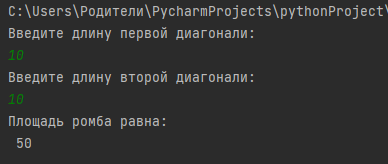 C:\Users\Родители\PycharmProjects\pythonProject\
Введите длину первой диагонали:
10
Введите длину второй диагонали:
10
Площадь ромба равна:
50